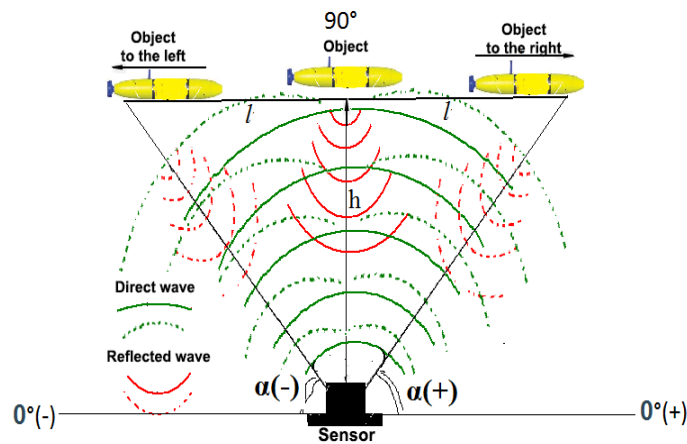 90°
Object
to the left
Object
Object
to the right
l
l
h
Direct wave
Reflected wave
α(-)
α(+)
0°(-)
0°(+)
Sensor